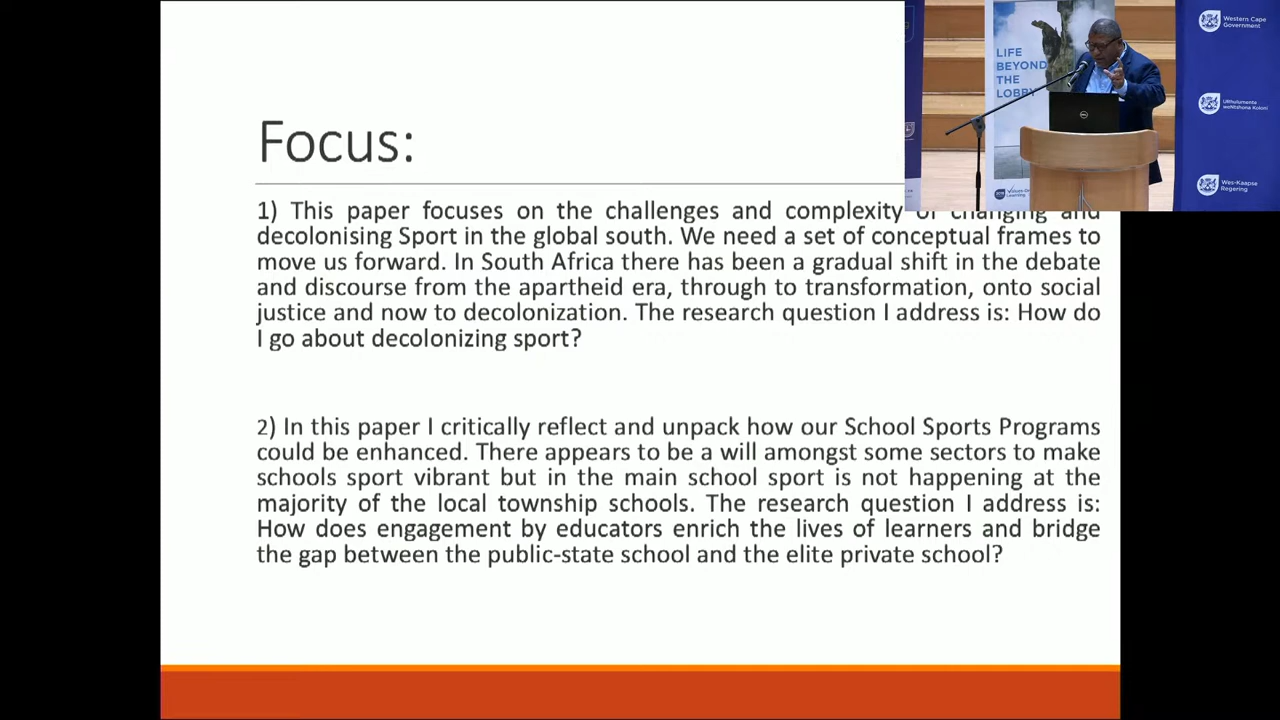 Focus:
1) This paper focuses on the challenges and complexity of changing and
decolonising Sport in the global south. We need a set of conceptual frames to
move us forward. In South Africa there has been a gradual shift in the debate
and discourse from the apartheid era, through to transformation, onto social
justice and now to decolonization. The research question I address is: How do
I go about decolonizing sport?
2) In this paper I critically reflect and unpack how our School Sports Programs
could be enhanced. There appears to be a will amongst some sectors to make
schools sport vibrant but in the main school sport is not happening at the
majority of the local township schools. The research question I address is:
How does engagement by educators enrich the lives of learners and bridge
the gap between the public-state school and the elite private school?
LIFE
BEYOND
THE
LOBBY
Learning
DELL
Western Cape
Government
URhulumente
weNtshona Koloni
Wes-Kaapse
Regering